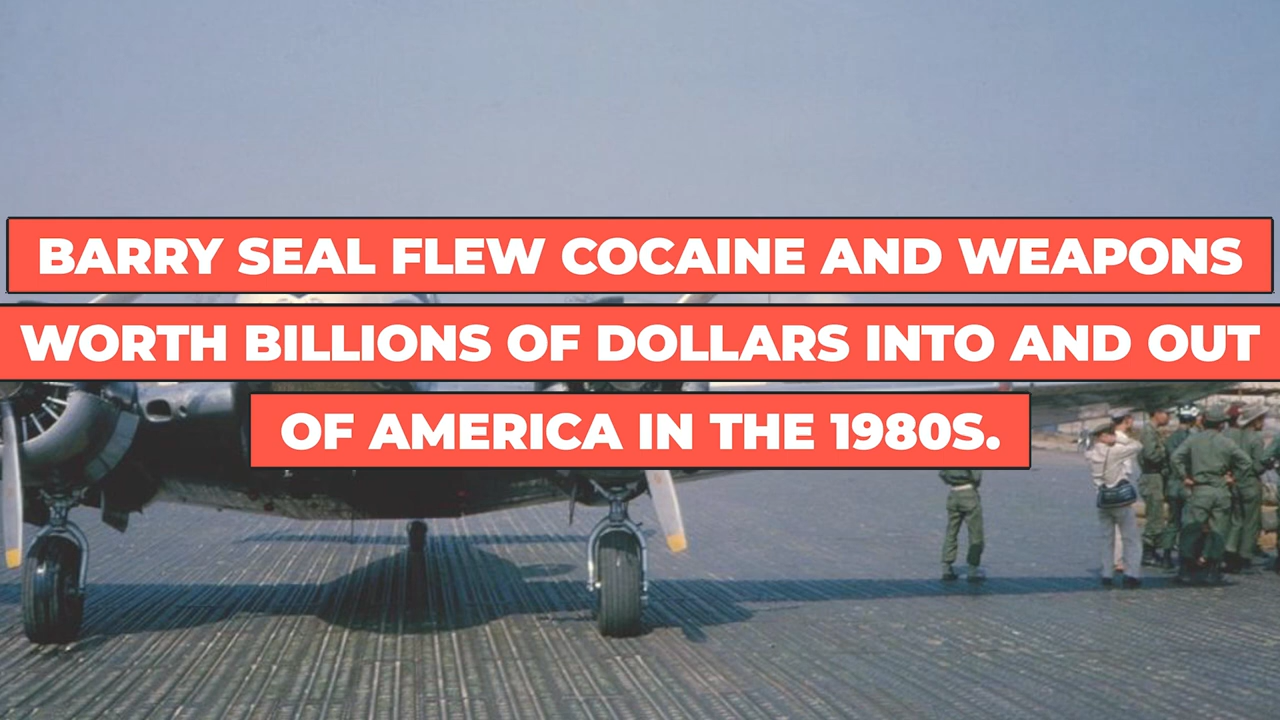 BARRY SEAL FLEW COCAINE AND WEAPONS
WORTH BILLIONS OF DOLLARS INTO AND OUT
OF AMERICA IN THE 1980S.